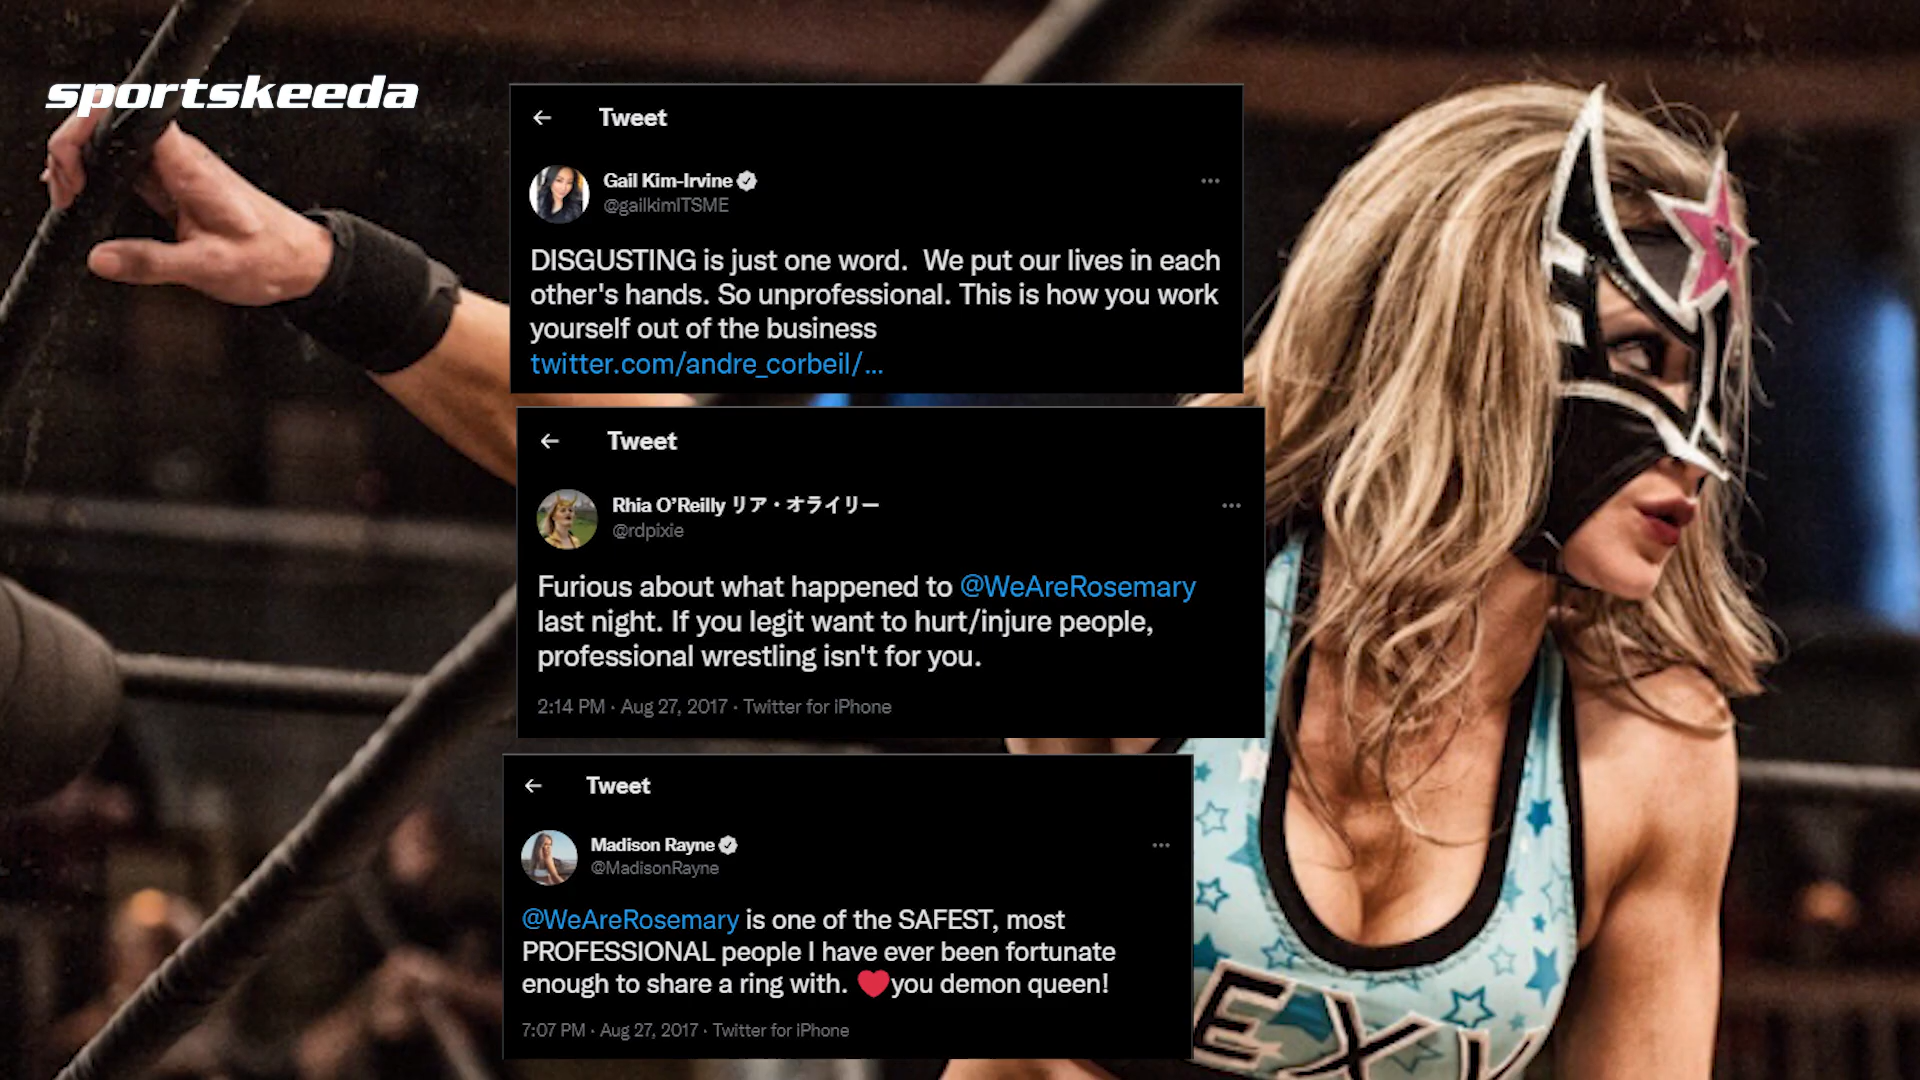 sportskeeda
Tweet
Gail Kim-Irvine
@gailkimITSME
DISGUSTING is just one word.  We put our lives in each
other's hands. So unprofessional. This is how you work
yourself out of the business
twitter.com/andre_corbeil/...
Tweet
Rhia O'Reilly リア・オライリー
@rdpixie
Furious about what happened to @WeAreRosemary
last night. If you legit want to hurt/injure people,
professional wrestling isn't for you.
2:14 PM · Aug 27, 2017 · Twitter for iPhone
Tweet
Madison Rayne
@MadisonRayne
@WeAreRosemary is one of the SAFEST, most
PROFESSIONAL people I have ever been fortunate
enough to share a ring with. ❤️you demon queen!
7:07 PM · Aug 27, 2017 · Twitter for iPhone